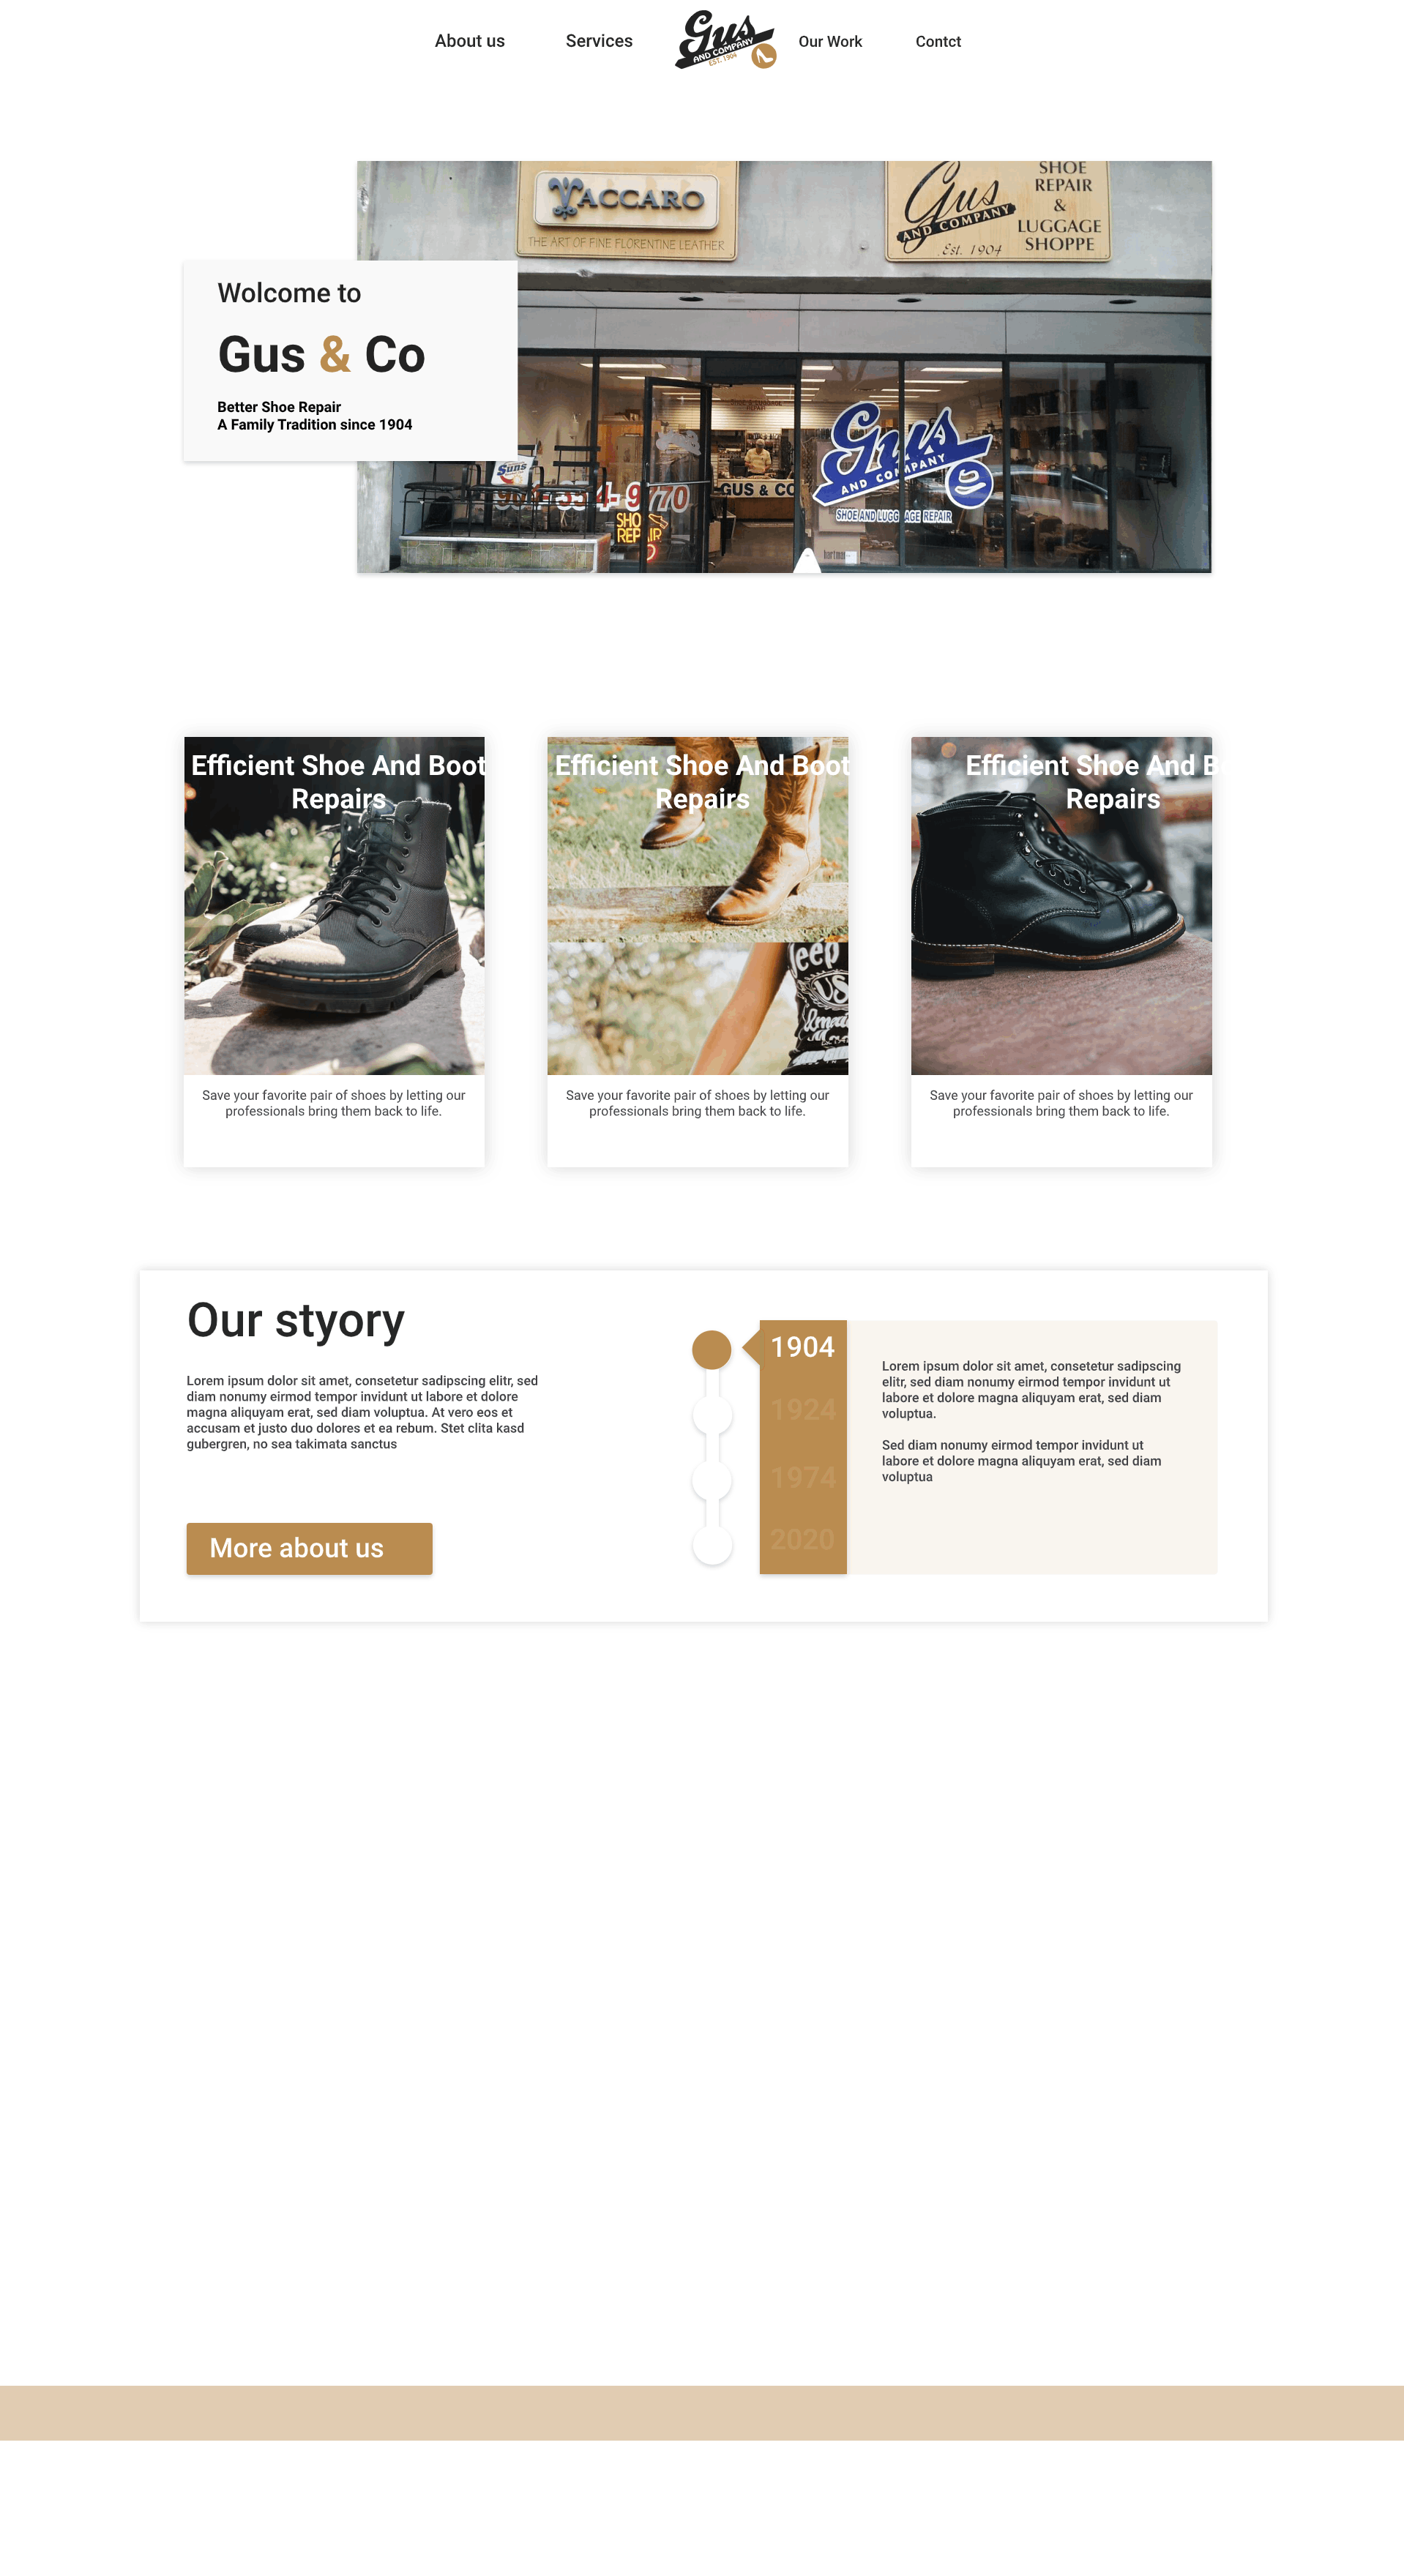 About us
Services
Gus
AND COMPANY
EST. 1904
Our Work
Contct
VACCARO
THE ART OF FINE FLORENTINE LEATHER
Gus
AND COMPANY
Est. 1904
SHOE
REPAIR
&
LUGGAGE
SHOPPE
Wolcome to
Gus & Co
Better Shoe Repair
A Family Tradition since 1904
Suns
GUS & CO
SHOE
REPAIR
Gus
AND COMPANY
SHOE AND LUGGAGE REPAIR
Efficient Shoe And Boot
Repairs
Efficient Shoe And Boot
Repairs
Efficient Shoe And B
Repairs
Save your favorite pair of shoes by letting our
professionals bring them back to life.
Save your favorite pair of shoes by letting our
professionals bring them back to life.
Save your favorite pair of shoes by letting our
professionals bring them back to life.
Our styory
Lorem ipsum dolor sit amet, consetetur sadipscing elitr, sed
diam nonumy eirmod tempor invidunt ut labore et dolore
magna aliquyam erat, sed diam voluptua. At vero eos et
accusam et justo duo dolores et ea rebum. Stet clita kasd
gubergren, no sea takimata sanctus
More about us
1904
1924
1974
2020
Lorem ipsum dolor sit amet, consetetur sadipscing
elitr, sed diam nonumy eirmod tempor invidunt ut
labore et dolore magna aliquyam erat, sed diam
voluptua.
Sed diam nonumy eirmod tempor invidunt ut
labore et dolore magna aliquyam erat, sed diam
voluptua